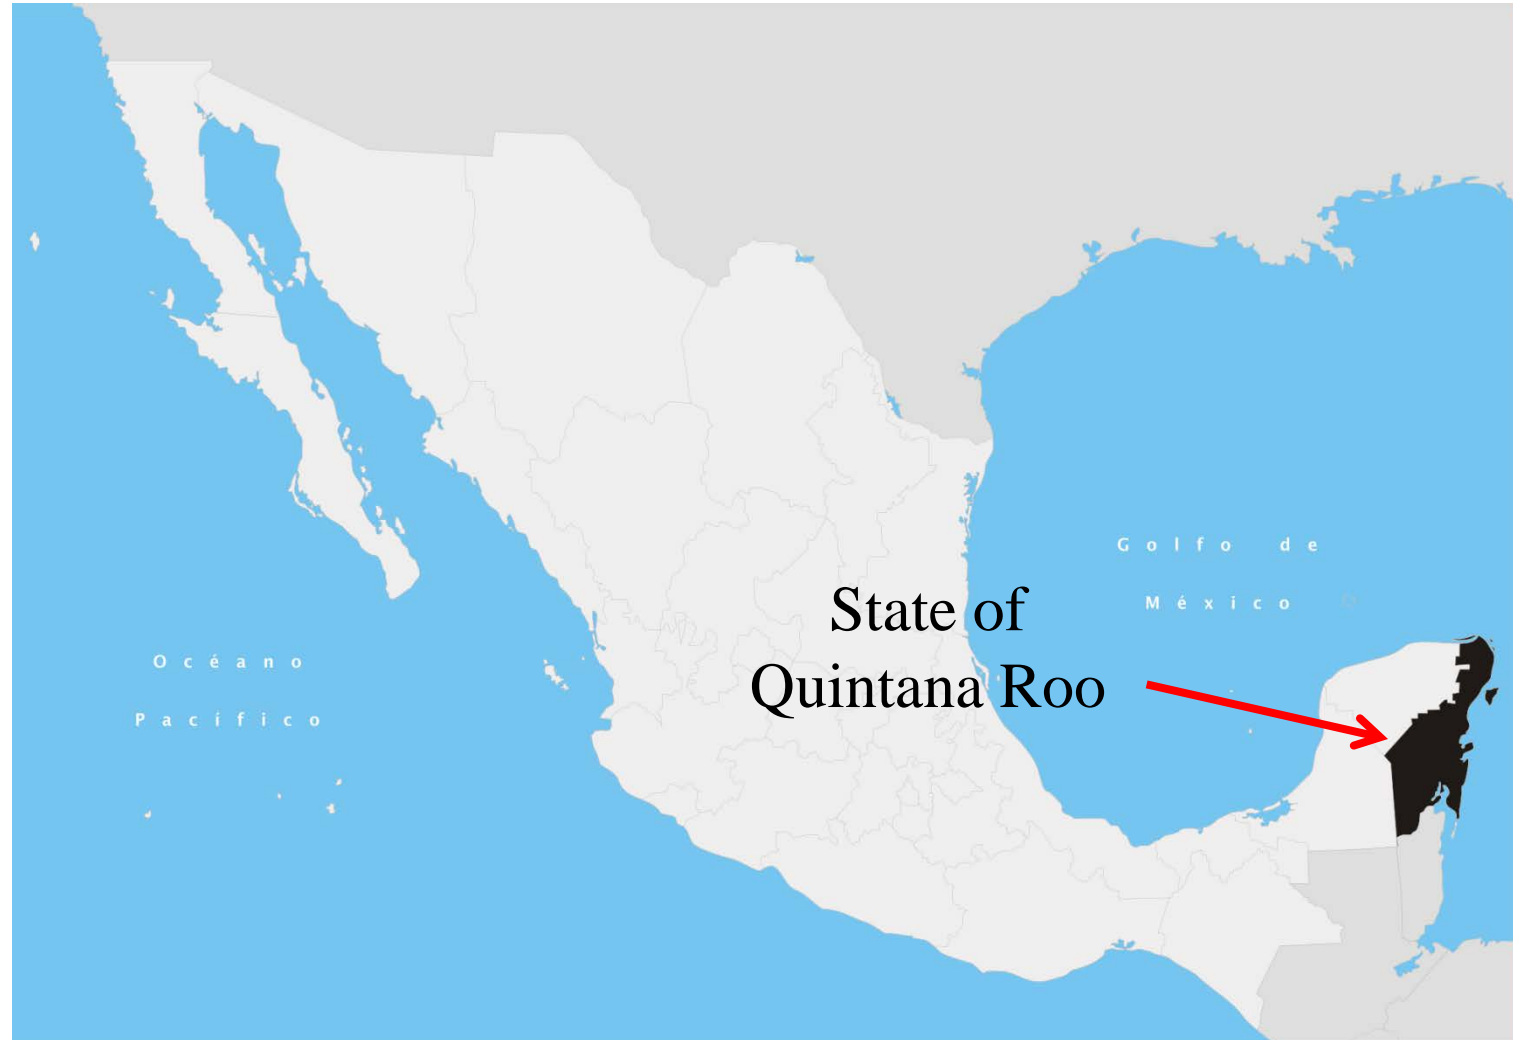 Golfo de
México
State of
Quintana Roo
Océano
Pacífico